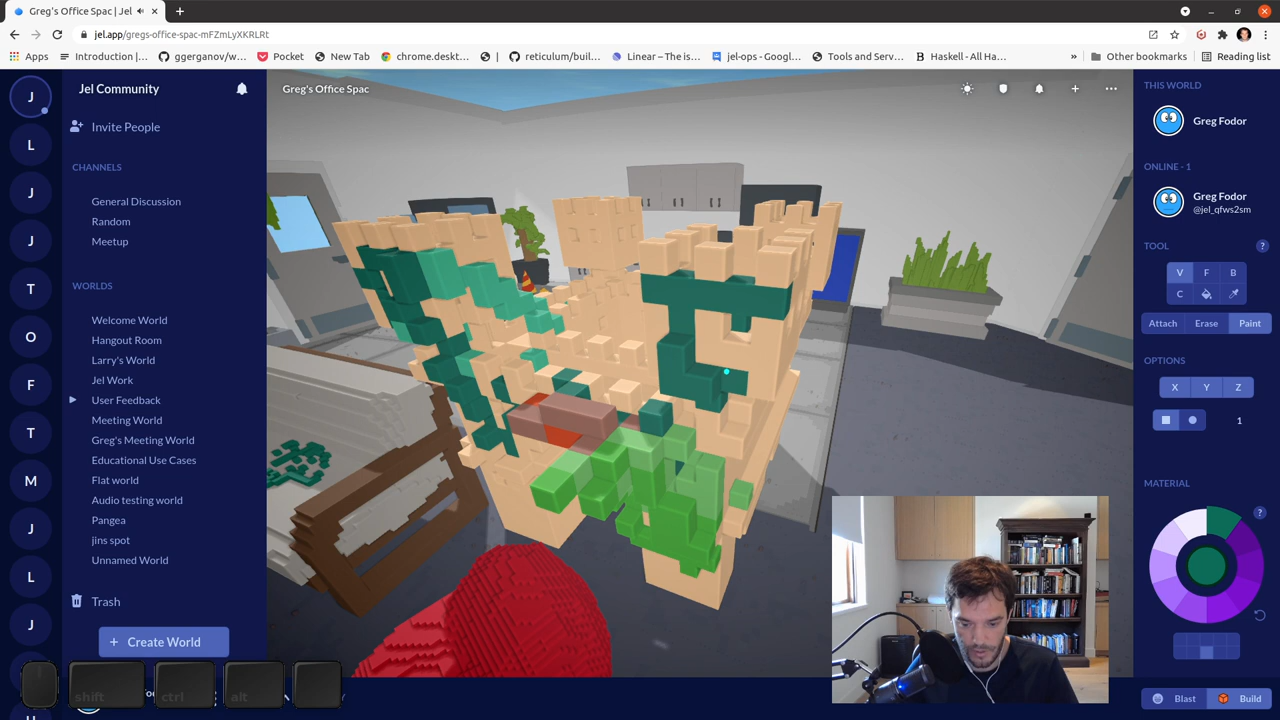 Greg's Office Spac | Jel
jel.app/gregs-office-spac-mFZmLyXKRLRt
Apps
Introduction |...
ggerganov/w...
Pocket
New Tab
chrome.deskt...
|
reticulum/buil...
Linear – The is...
jel-ops - Googl...
Tools and Serv...
B
Haskell - All Ha...
»
Other bookmarks
Reading list
J
L
J
J
T
O
F
T
M
J
L
J
Jel Community
Invite People
CHANNELS
General Discussion
Random
Meetup
WORLDS
Welcome World
Hangout Room
Larry's World
Jel Work
User Feedback
Meeting World
Greg's Meeting World
Educational Use Cases
Flat world
Audio testing world
Pangea
jins spot
Unnamed World
Trash
+ Create World
shift
ctrl
alt
Greg's Office Spac
THIS WORLD
Greg Fodor
ONLINE - 1
Greg Fodor
@jel_qfws2sm
TOOL
?
V
F
B
C
Attach
Erase
Paint
OPTIONS
X
Y
Z
1
MATERIAL
?
Blast
Build